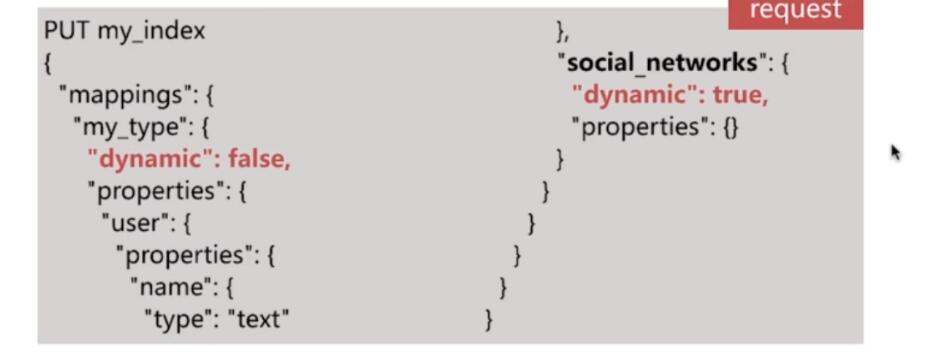 request
PUT my_index
{
"mappings": {
"my_type": {
"dynamic": false,
"properties": {
"user": {
"properties": {
"name": {
"type": "text"
},
"social_networks": {
"dynamic": true,
"properties": {}
}
}
}
}
}
}